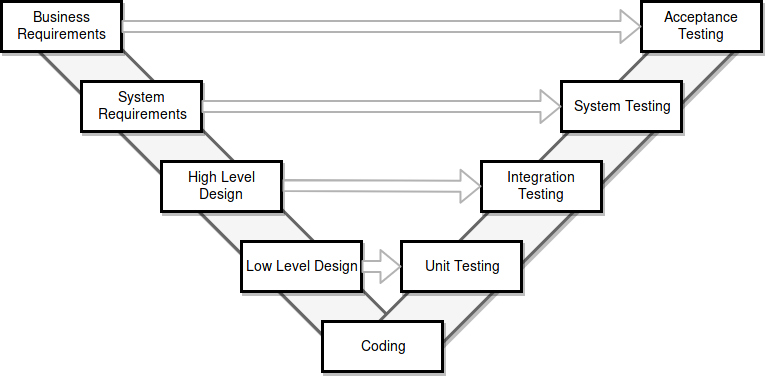 Business
Requirements
Acceptance
Testing
System
Requirements
System Testing
High Level
Design
Integration
Testing
Low Level Design
Unit Testing
Coding